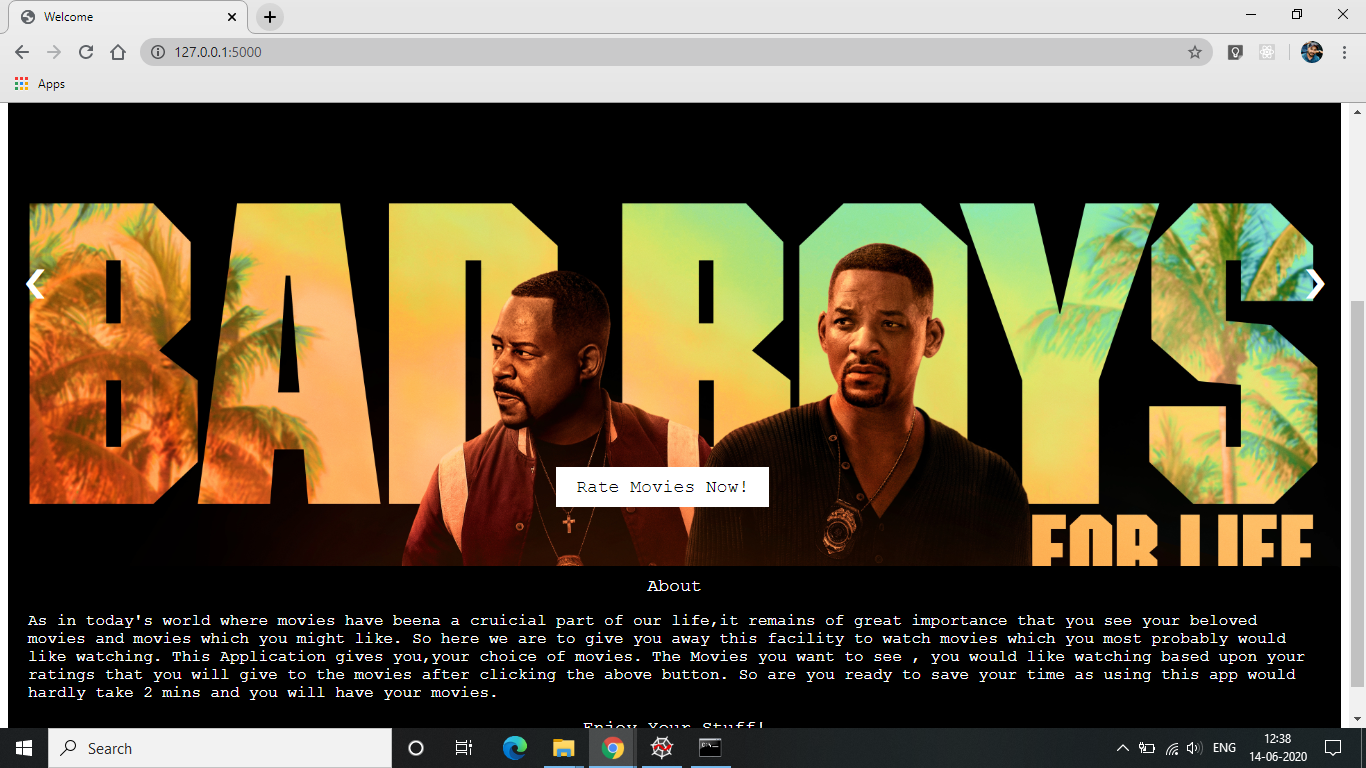 Welcome
127.0.0.1:5000
Apps
BAD BOYS
FOR LIFE
Rate Movies Now!
About
As in today's world where movies have beena a cruicial part of our life,it remains of great importance that you see your beloved
movies and movies which you might like. So here we are to give you away this facility to watch movies which you most probably would
like watching. This Application gives you,your choice of movies. The Movies you want to see , you would like watching based upon your
ratings that you will give to the movies after clicking the above button. So are you ready to save your time as using this app would
hardly take 2 mins and you will have your movies.
Enjoy Your Stuff!
Search
ENG
12:38
14-06-2020